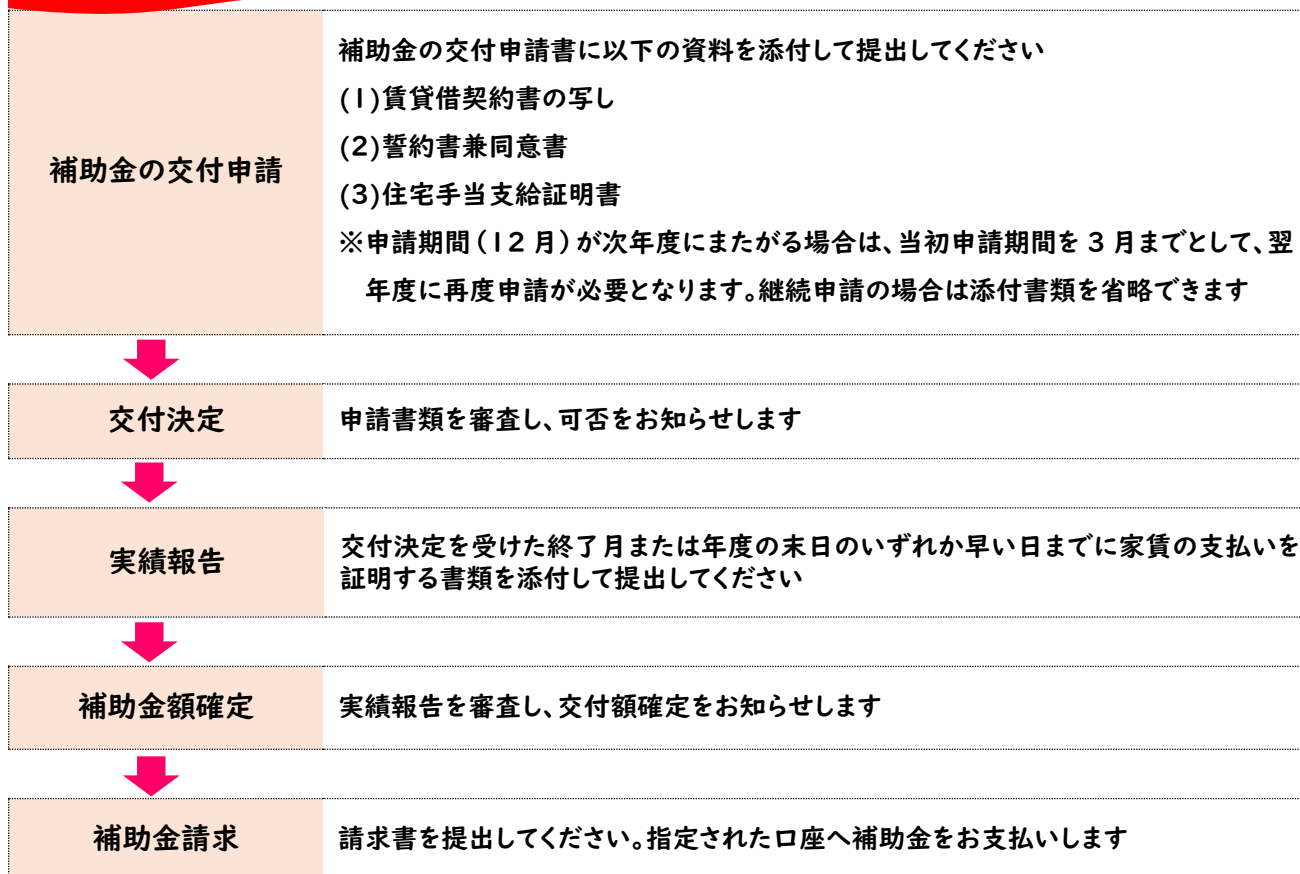 補助金の交付申請
補助金の交付申請書に以下の資料を添付して提出してください
(1)賃貸借契約書の写し
(2)誓約書兼同意書
(3)住宅手当支給証明書
※申請期間(12月)が次年度にまたがる場合は、当初申請期間を3月までとして、翌
年度に再度申請が必要となります。継続申請の場合は添付書類を省略できます
交付決定
申請書類を審査し、可否をお知らせします
実績報告
交付決定を受けた終了月または年度の末日のいずれか早い日までに家賃の支払いを
証明する書類を添付して提出してください
補助金額確定
実績報告を審査し、交付額確定をお知らせします
補助金請求
請求書を提出してください。指定された口座へ補助金をお支払いします